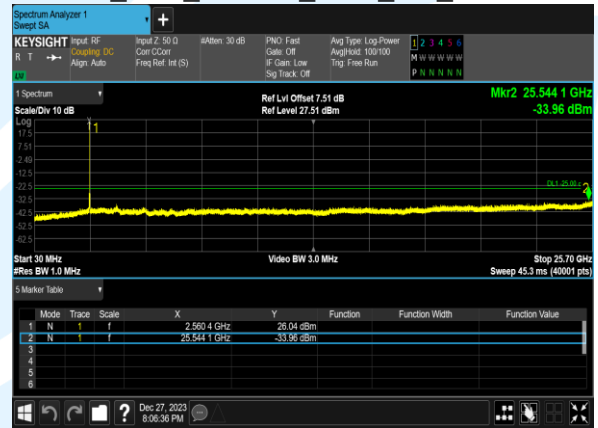 Spectrum Analyzer 1
Swept SA
KEYSIGHT Input: RF Input Z: 50 Ω #Atten: 30 dB PNO: Fast Avg Type: Log-Power 1 2 3 4 5 6
R T Coupling: DC Corr CCorr Gate: Off Avg|Hold: 100/100 M W W W W W
Align: Auto Freq Ref: Int (S) IF Gain: Low Trig: Free Run P N N N N N
LV Sig Track: Off
1 Spectrum Ref Lvl Offset 7.51 dB Mkr2 25.544 1 GHz
Scale/Div 10 dB Ref Level 27.51 dBm -33.96 dBm
Log
17.5
7.51
-2.49
-12.5
-22.5
-32.5
-42.5
-52.5
-62.5
1
2
Start 30 MHz Video BW 3.0 MHz Stop 25.70 GHz
#Res BW 1.0 MHz Sweep 45.3 ms (40001 pts)
5 Marker Table
Mode Trace Scale X Y Function Function Width Function Value
1 N 1 f 2.560 4 GHz 26.04 dBm
2 N 1 f 25.544 1 GHz -33.96 dBm
3
4
5
6
Dec 27, 2023
8:06:36 PM